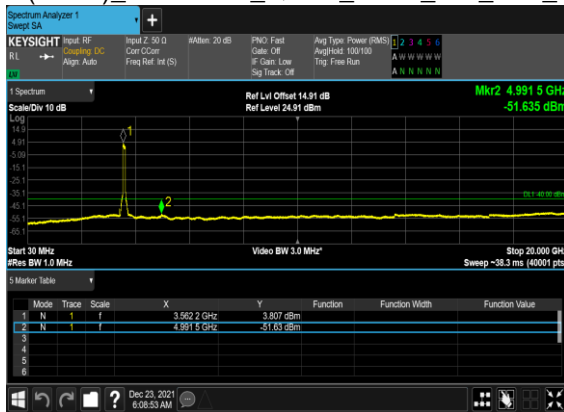 Spectrum Analyzer 1
Swept SA
+
KEYSIGHT Input: RF Input Z: 50 Ω #Atten: 20 dB PNO: Fast Avg Type: Power (RMS) 1 2 3 4 5 6
RL Coupling: DC Corr CCorr Gate: Off Avg|Hold: 100/100 A W W W W W
Align: Auto Freq Ref: Int (S) IF Gain: Low Trig: Free Run
Sig Track: Off A N N N N N
1 Spectrum Ref Lvl Offset 14.91 dB Mkr2 4.991 5 GHz
Scale/Div 10 dB Ref Level 24.91 dBm -51.635 dBm
Log
14.9
4.91
-5.09
-15.1
-25.1
-35.1
-45.1
-55.1
-65.1
1
2
DL1 -40.00 dBm
Start 30 MHz Video BW 3.0 MHz* Stop 20.000 GHz
#Res BW 1.0 MHz Sweep ~38.3 ms (40001 pts)
5 Marker Table
Mode Trace Scale X Y Function Function Width Function Value
1 N 1 f 3.562 2 GHz 3.807 dBm
2 N 1 f 4.991 5 GHz -51.63 dBm
3
4
5
6
? Dec 23, 2021
6:08:53 AM